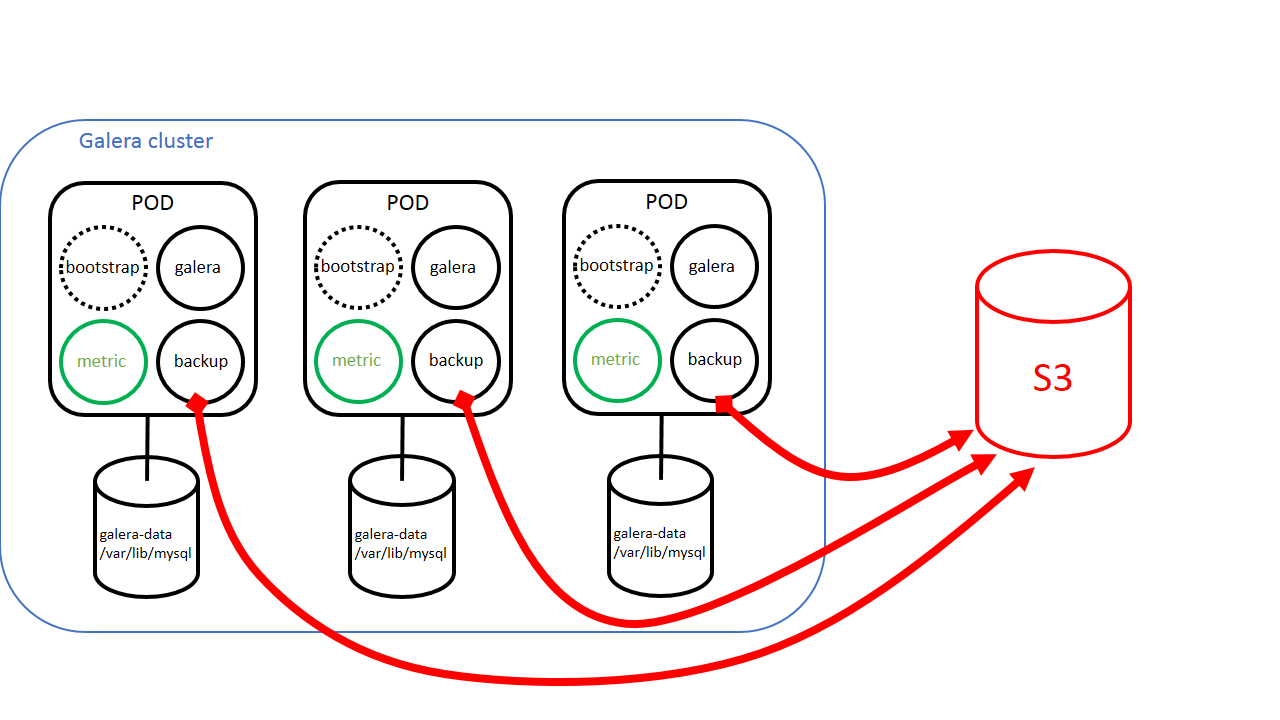 Galera cluster
POD
POD
POD
bootstrap
galera
bootstrap
galera
bootstrap
galera
metric
backup
metric
backup
metric
backup
S3
galera-data
/var/lib/mysql
galera-data
/var/lib/mysql
galera-data
/var/lib/mysql